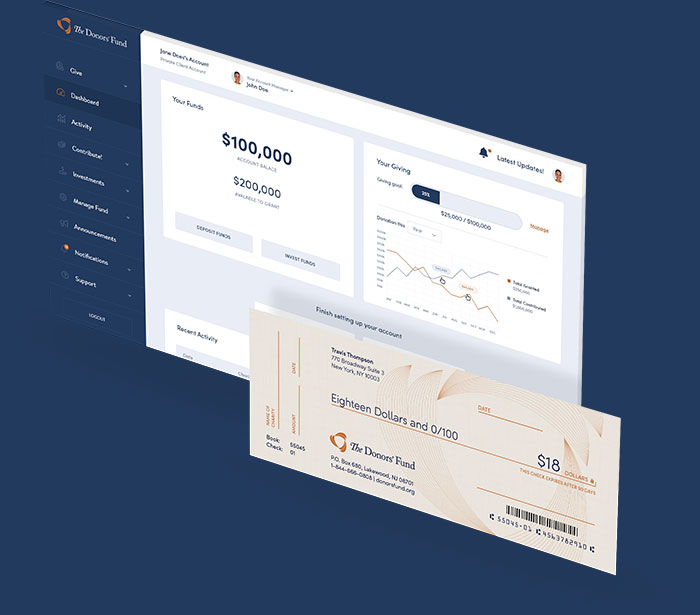 The Donors' Fund
Give
Dashboard
Activity
Contribute!
Investments
Manage Fund
Announcements
Notifications
Support
LOGOUT
Jane Doe's Account
Private Client Account
Your Account Manager
John Doe
Latest Updates!
Your Funds
$100,000
ACCOUNT BALACE
$200,000
AVAILABLE TO GRANT
DEPOSIT FUNDS
INVEST FUNDS
Your Giving
Giving goal:
25%
$25,000 / $100,000
Manage
Donation this
Year
Total Granted
Total Contributed
Finish setting up your account
Recent Activity
Date
Travis Thompson
770 Broadway Suite 3
New York, NY 10003
NAME OF CHARITY
AMOUNT
DATE
Book: 55045
Check: 01
DATE
Eighteen Dollars and 0/100
$18 DOLLARS
THIS CHECK EXPIRES AFTER 90 DAYS
The Donors' Fund
P.O. Box 680, Lakewood, NJ 08701
1-844-666-0808 | donorsfund.org
55045-01 4563782910